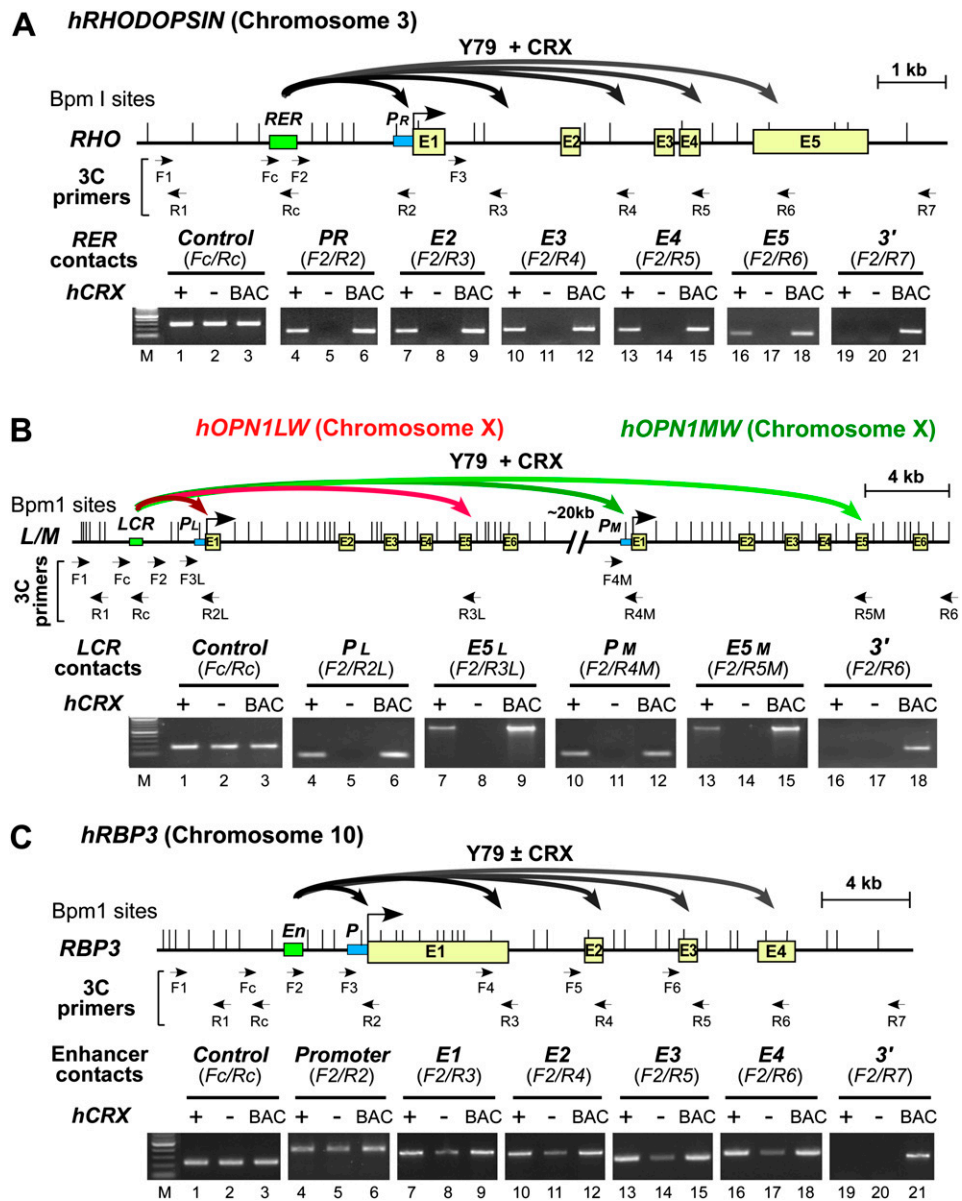 A hRHODOPSIN (Chromosome 3)
Y79 + CRX
1 kb
Bpm I sites
RER PR
RHO E1 E2 E3 E4 E5
3C primers
F1 Fc F2 F3
R1 Rc R2 R3 R4 R5 R6 R7
RER contacts Control PR E2 E3 E4 E5 3'
(Fc/Rc) (F2/R2) (F2/R3) (F2/R4) (F2/R5) (F2/R6) (F2/R7)
hCRX + - BAC + - BAC + - BAC + - BAC + - BAC + - BAC + - BAC
M 1 2 3 4 5 6 7 8 9 10 11 12 13 14 15 16 17 18 19 20 21
B hOPN1LW (Chromosome X) hOPN1MW (Chromosome X)
Y79 + CRX
4 kb
Bpm1 sites
~20kb
LCR PL PM
L/M E1 E2 E3 E4 E5 E6 E1 E2 E3 E4 E5 E6
3C primers
F1 Fc F2 F3L F4M
R1 Rc R2L R3L R4M R5M R6
LCR contacts Control PL E5L PM E5M 3'
(Fc/Rc) (F2/R2L) (F2/R3L) (F2/R4M) (F2/R5M) (F2/R6)
hCRX + - BAC + - BAC + - BAC + - BAC + - BAC + - BAC
M 1 2 3 4 5 6 7 8 9 10 11 12 13 14 15 16 17 18
C hRBP3 (Chromosome 10)
Y79 ± CRX
4 kb
Bpm1 sites
En P
RBP3 E1 E2 E3 E4
3C primers
F1 Fc F2 F3 F4 F5 F6
R1 Rc R2 R3 R4 R5 R6 R7
Enhancer contacts Control Promoter E1 E2 E3 E4 3'
(Fc/Rc) (F2/R2) (F2/R3) (F2/R4) (F2/R5) (F2/R6) (F2/R7)
hCRX + - BAC + - BAC + - BAC + - BAC + - BAC + - BAC + - BAC
M 1 2 3 4 5 6 7 8 9 10 11 12 13 14 15 16 17 18 19 20 21